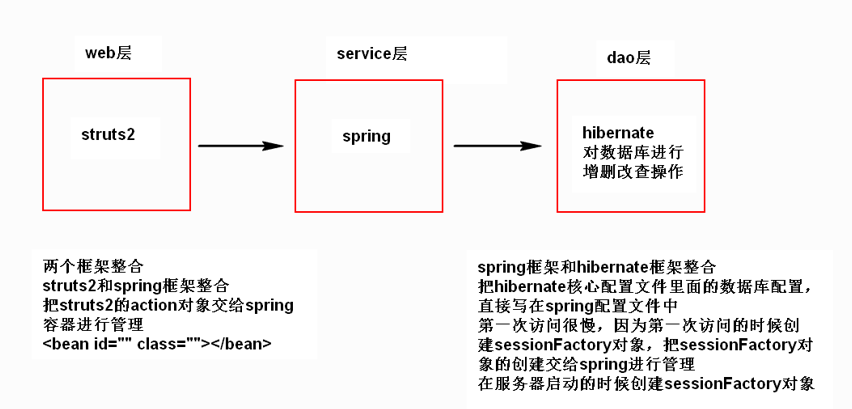 web层
service层
dao层
struts2
spring
hibernate
对数据库进行
增删改查操作
两个框架整合
struts2和spring框架整合
把struts2的action对象交给spring
容器进行管理
<bean id="" class=""></bean>
spring框架和hibernate框架整合
把hibernate核心配置文件里面的数据库配置，
直接写在spring配置文件中
第一次访问很慢，因为第一次访问的时候创
建sessionFactory对象，把sessionFactory对
象的创建交给spring进行管理
在服务器启动的时候创建sessionFactory对象